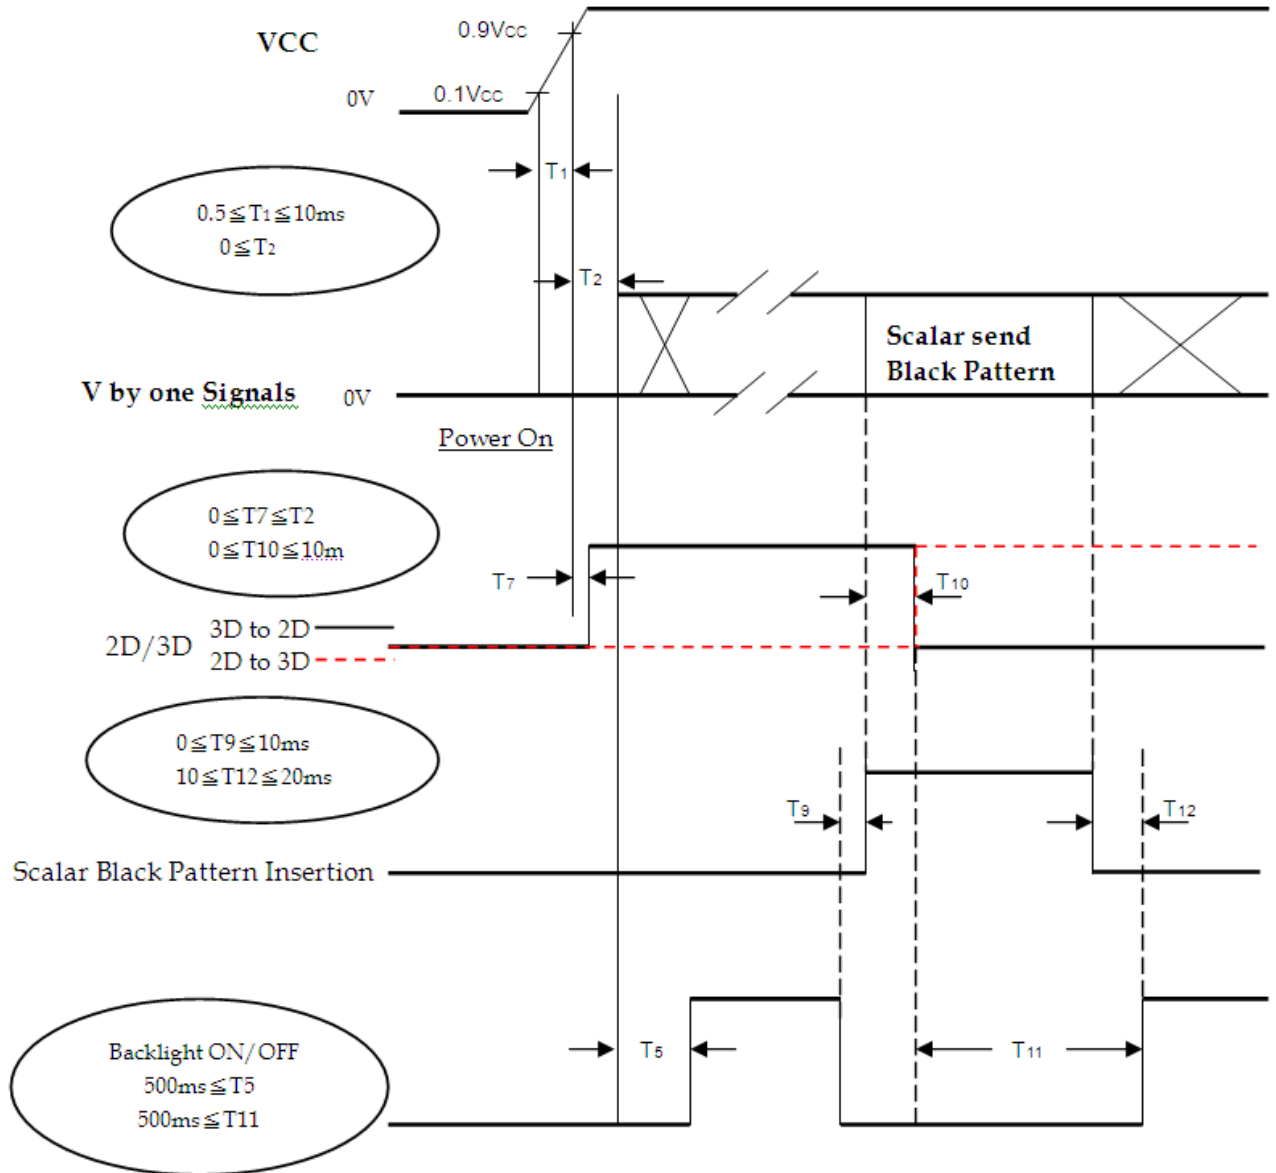 0.9Vcc
VCC
0V
0.1Vcc
T1
0.5≦T1≦10ms
0≦T2
T2
Scalar send
Black Pattern
V by one Signals
0V
Power On
0≦T7≦T2
0≦T10≦10m
T7
T10
2D/3D
3D to 2D
2D to 3D
0≦T9≦10ms
10≦T12≦20ms
T9
T12
Scalar Black Pattern Insertion
Backlight ON/OFF
500ms≦T5
500ms≦T11
T5
T11